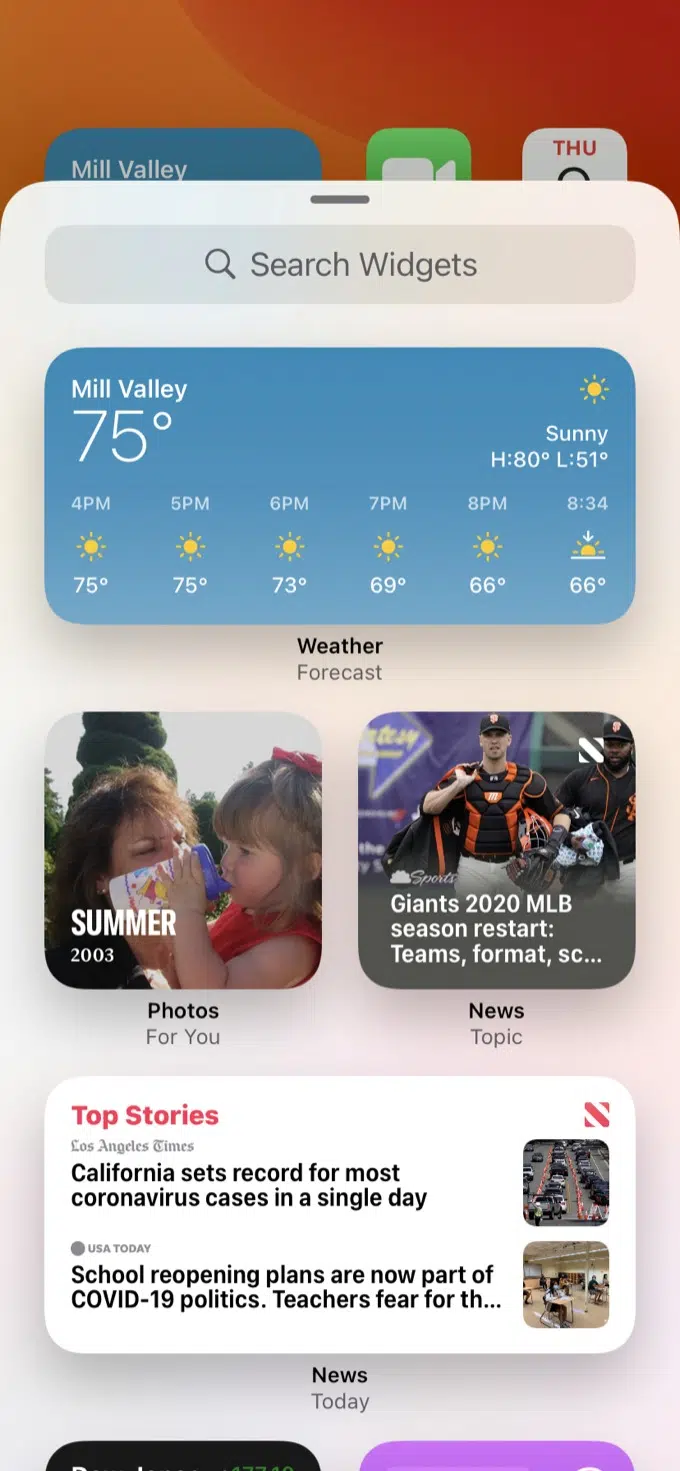 Mill Valley
THU
Search Widgets
Mill Valley
75°
Sunny
H:80° L:51°
4PM 5PM 6PM 7PM 8PM 8:34
75° 75° 73° 69° 66° 66°
Weather
Forecast
SUMMER
2003
Photos
For You
Sports
Giants 2020 MLB
season restart:
Teams, format, sc...
News
Topic
Top Stories
Los Angeles Times
California sets record for most
coronavirus cases in a single day
USA TODAY
School reopening plans are now part of
COVID-19 politics. Teachers fear for th...
News
Today